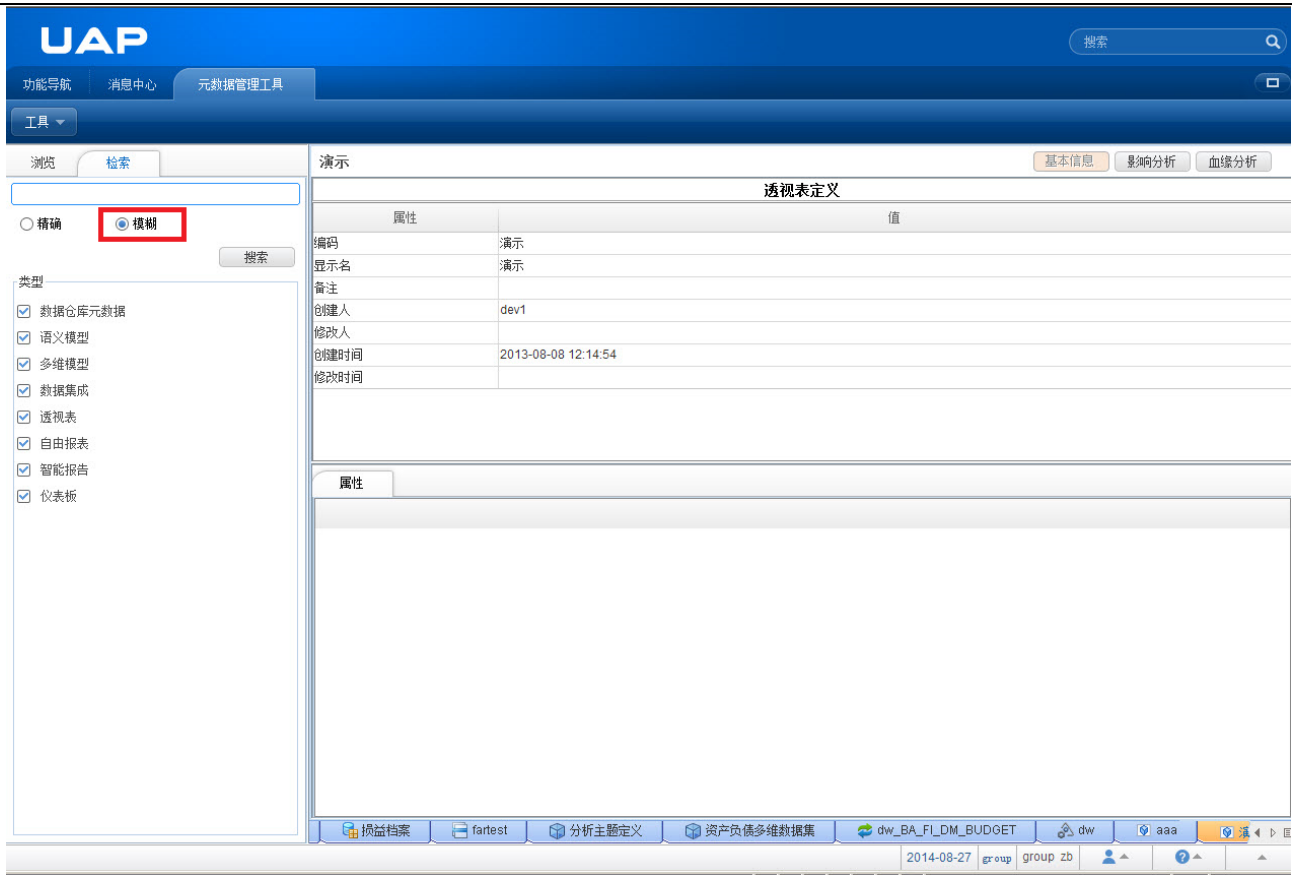 UAP
搜索
功能导航 消息中心 元数据管理工具
工具
浏览 检索
演示 基本信息 影响分析 血缘分析
透视表定义
精确 模糊
属性 值
搜索
编码 演示
显示名 演示
类型
备注
数据仓库元数据
创建人 dev1
语义模型
修改人
多维模型
创建时间 2013-08-08 12:14:54
修改时间
数据集成
透视表
自由报表
智能报告
仪表板
属性
损益档案 fartest 分析主题定义 资产负债多维数据集 dw_BA_FI_DM_BUDGET dw aaa
2014-08-27 group group zb